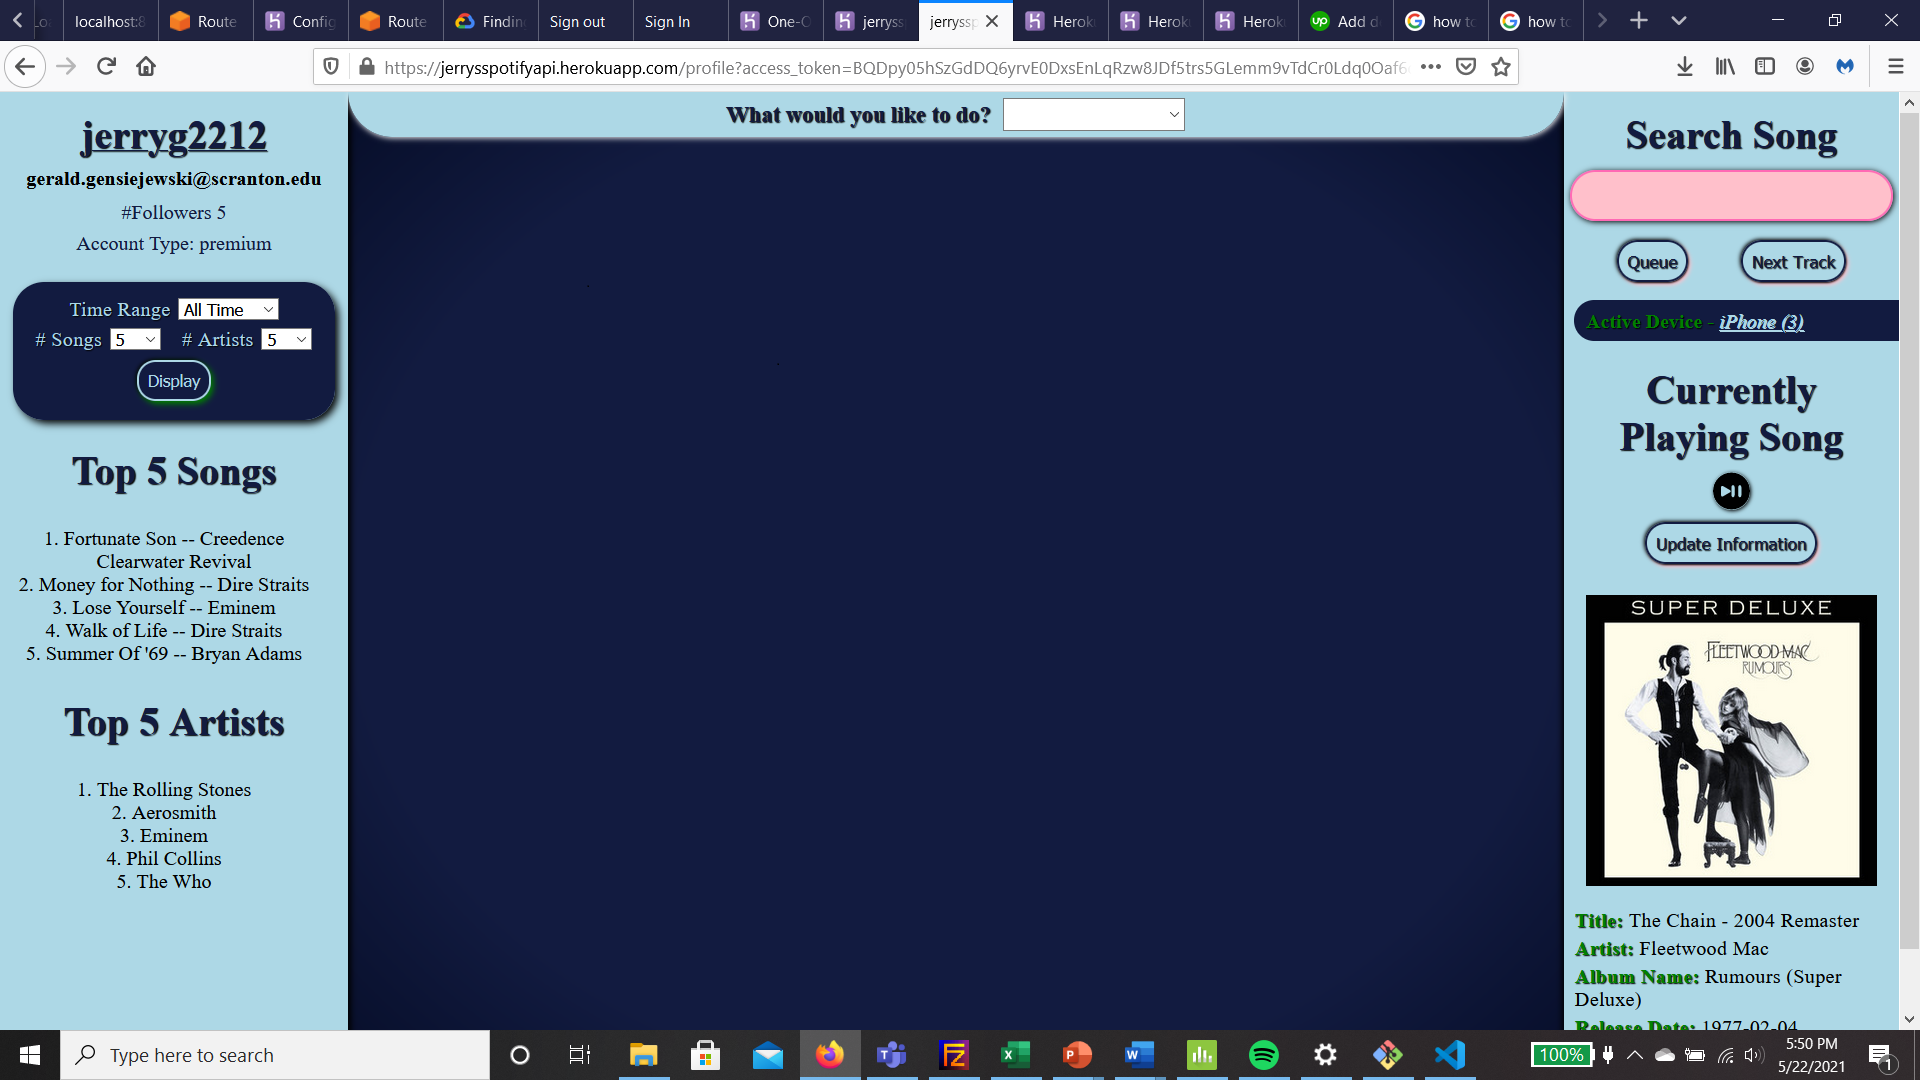 localhost:8
Route
Config
Route
Findin
Sign out
Sign In
One-O
jerryss
jerryssp
Heroku
Heroku
Heroku
Add d
how to
how to
https://jerrysspotifyapi.herokuapp.com/profile?access_token=
jerryg2212
gerald.gensiejewski@scranton.edu
#Followers 5
Account Type: premium
Time Range All Time
# Songs 5 # Artists 5
Display
Top 5 Songs
1. Fortunate Son -- Creedence
Clearwater Revival
2. Money for Nothing -- Dire Straits
3. Lose Yourself -- Eminem
4. Walk of Life -- Dire Straits
5. Summer Of '69 -- Bryan Adams
Top 5 Artists
1. The Rolling Stones
2. Aerosmith
3. Eminem
4. Phil Collins
5. The Who
What would you like to do?
Search Song
Queue Next Track
Active Device - iPhone (3)
Currently
Playing Song
Update Information
SUPER DELUXE
FLEETWOOD MAC
RUMOURS
Title: The Chain - 2004 Remaster
Artist: Fleetwood Mac
Album Name: Rumours (Super
Deluxe)
Release Date: 1977-02-04
Type here to search
100%
5:50 PM
5/22/2021
1